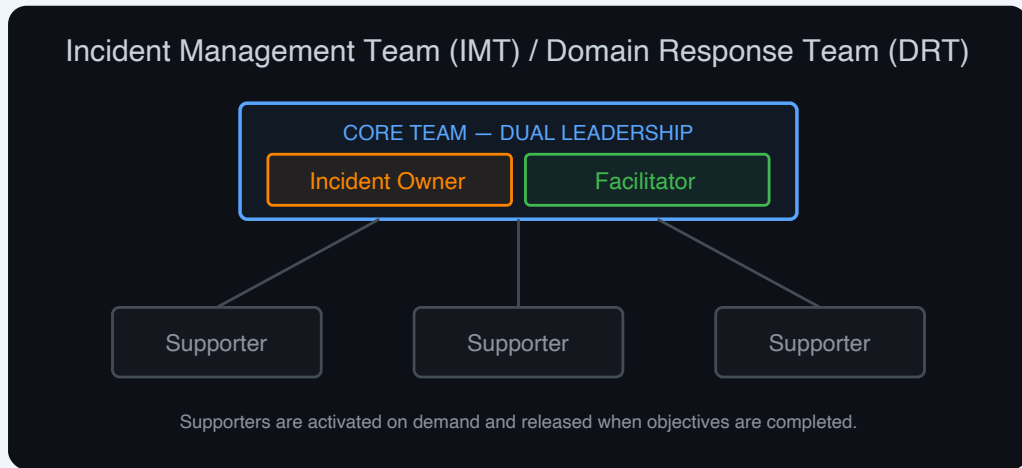 Incident Management Team (IMT) / Domain Response Team (DRT)
CORE TEAM — DUAL LEADERSHIP
Incident Owner
Facilitator
Supporter
Supporter
Supporter
Supporters are activated on demand and released when objectives are completed.